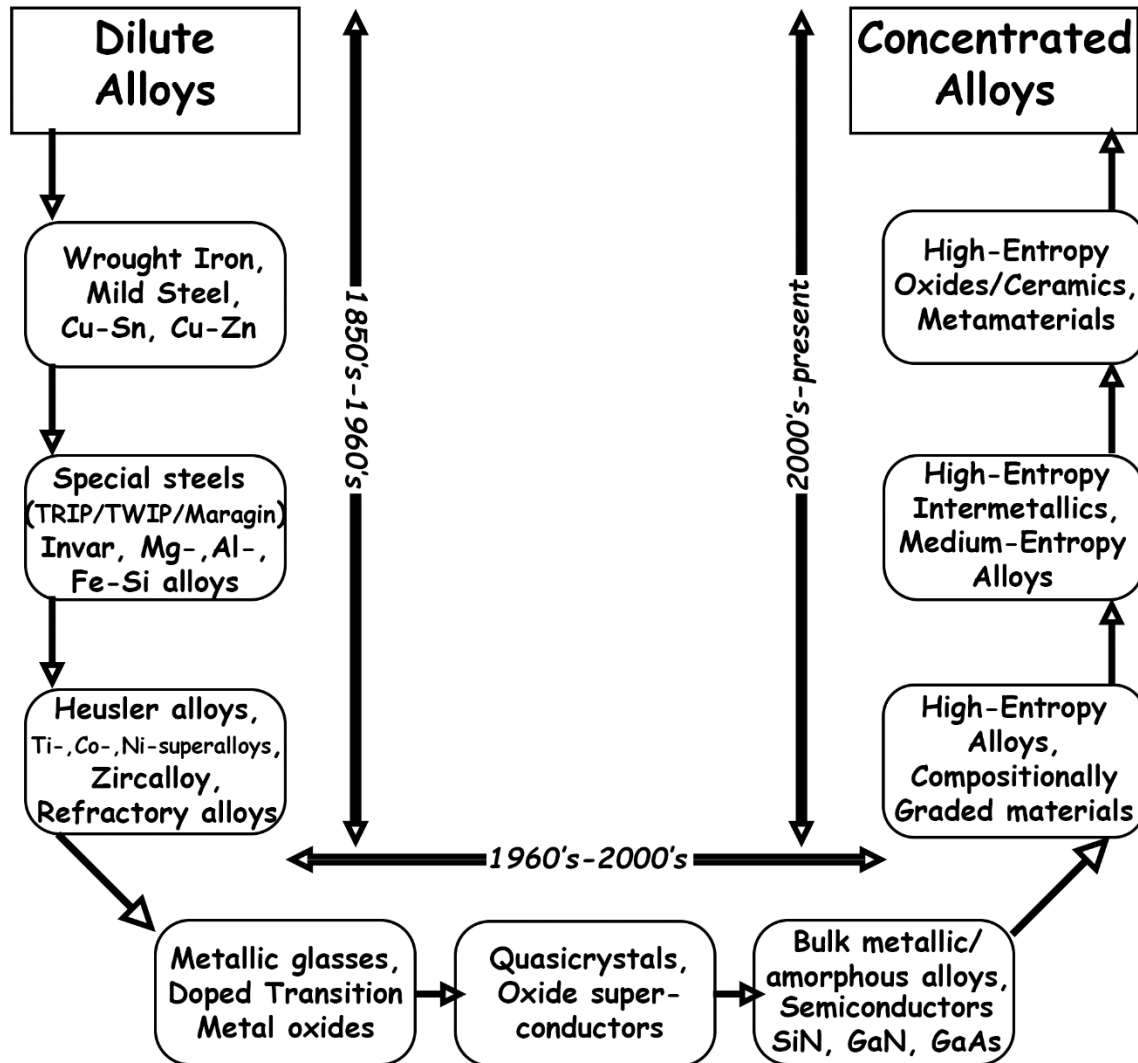 Dilute
Alloys
Wrought Iron,
Mild Steel,
Cu-Sn, Cu-Zn
Special steels
(TRIP/TWIP/Maragin)
Invar, Mg-,Al-,
Fe-Si alloys
Heusler alloys,
Ti-,Co-,Ni-superalloys,
Zircalloy,
Refractory alloys
1850's-1960's
1960's-2000's
Metallic glasses,
Doped Transition
Metal oxides
Quasicrystals,
Oxide super-
conductors
Bulk metallic/
amorphous alloys,
Semiconductors
SiN, GaN, GaAs
2000's-present
High-Entropy
Alloys,
Compositionally
Graded materials
High-Entropy
Intermetallics,
Medium-Entropy
Alloys
High-Entropy
Oxides/Ceramics,
Metamaterials
Concentrated
Alloys